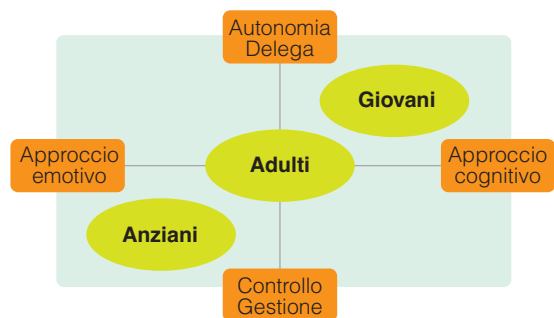 Autonomia
Delega
Giovani
Approccio
emotivo
Adulti
Approccio
cognitivo
Anziani
Controllo
Gestione